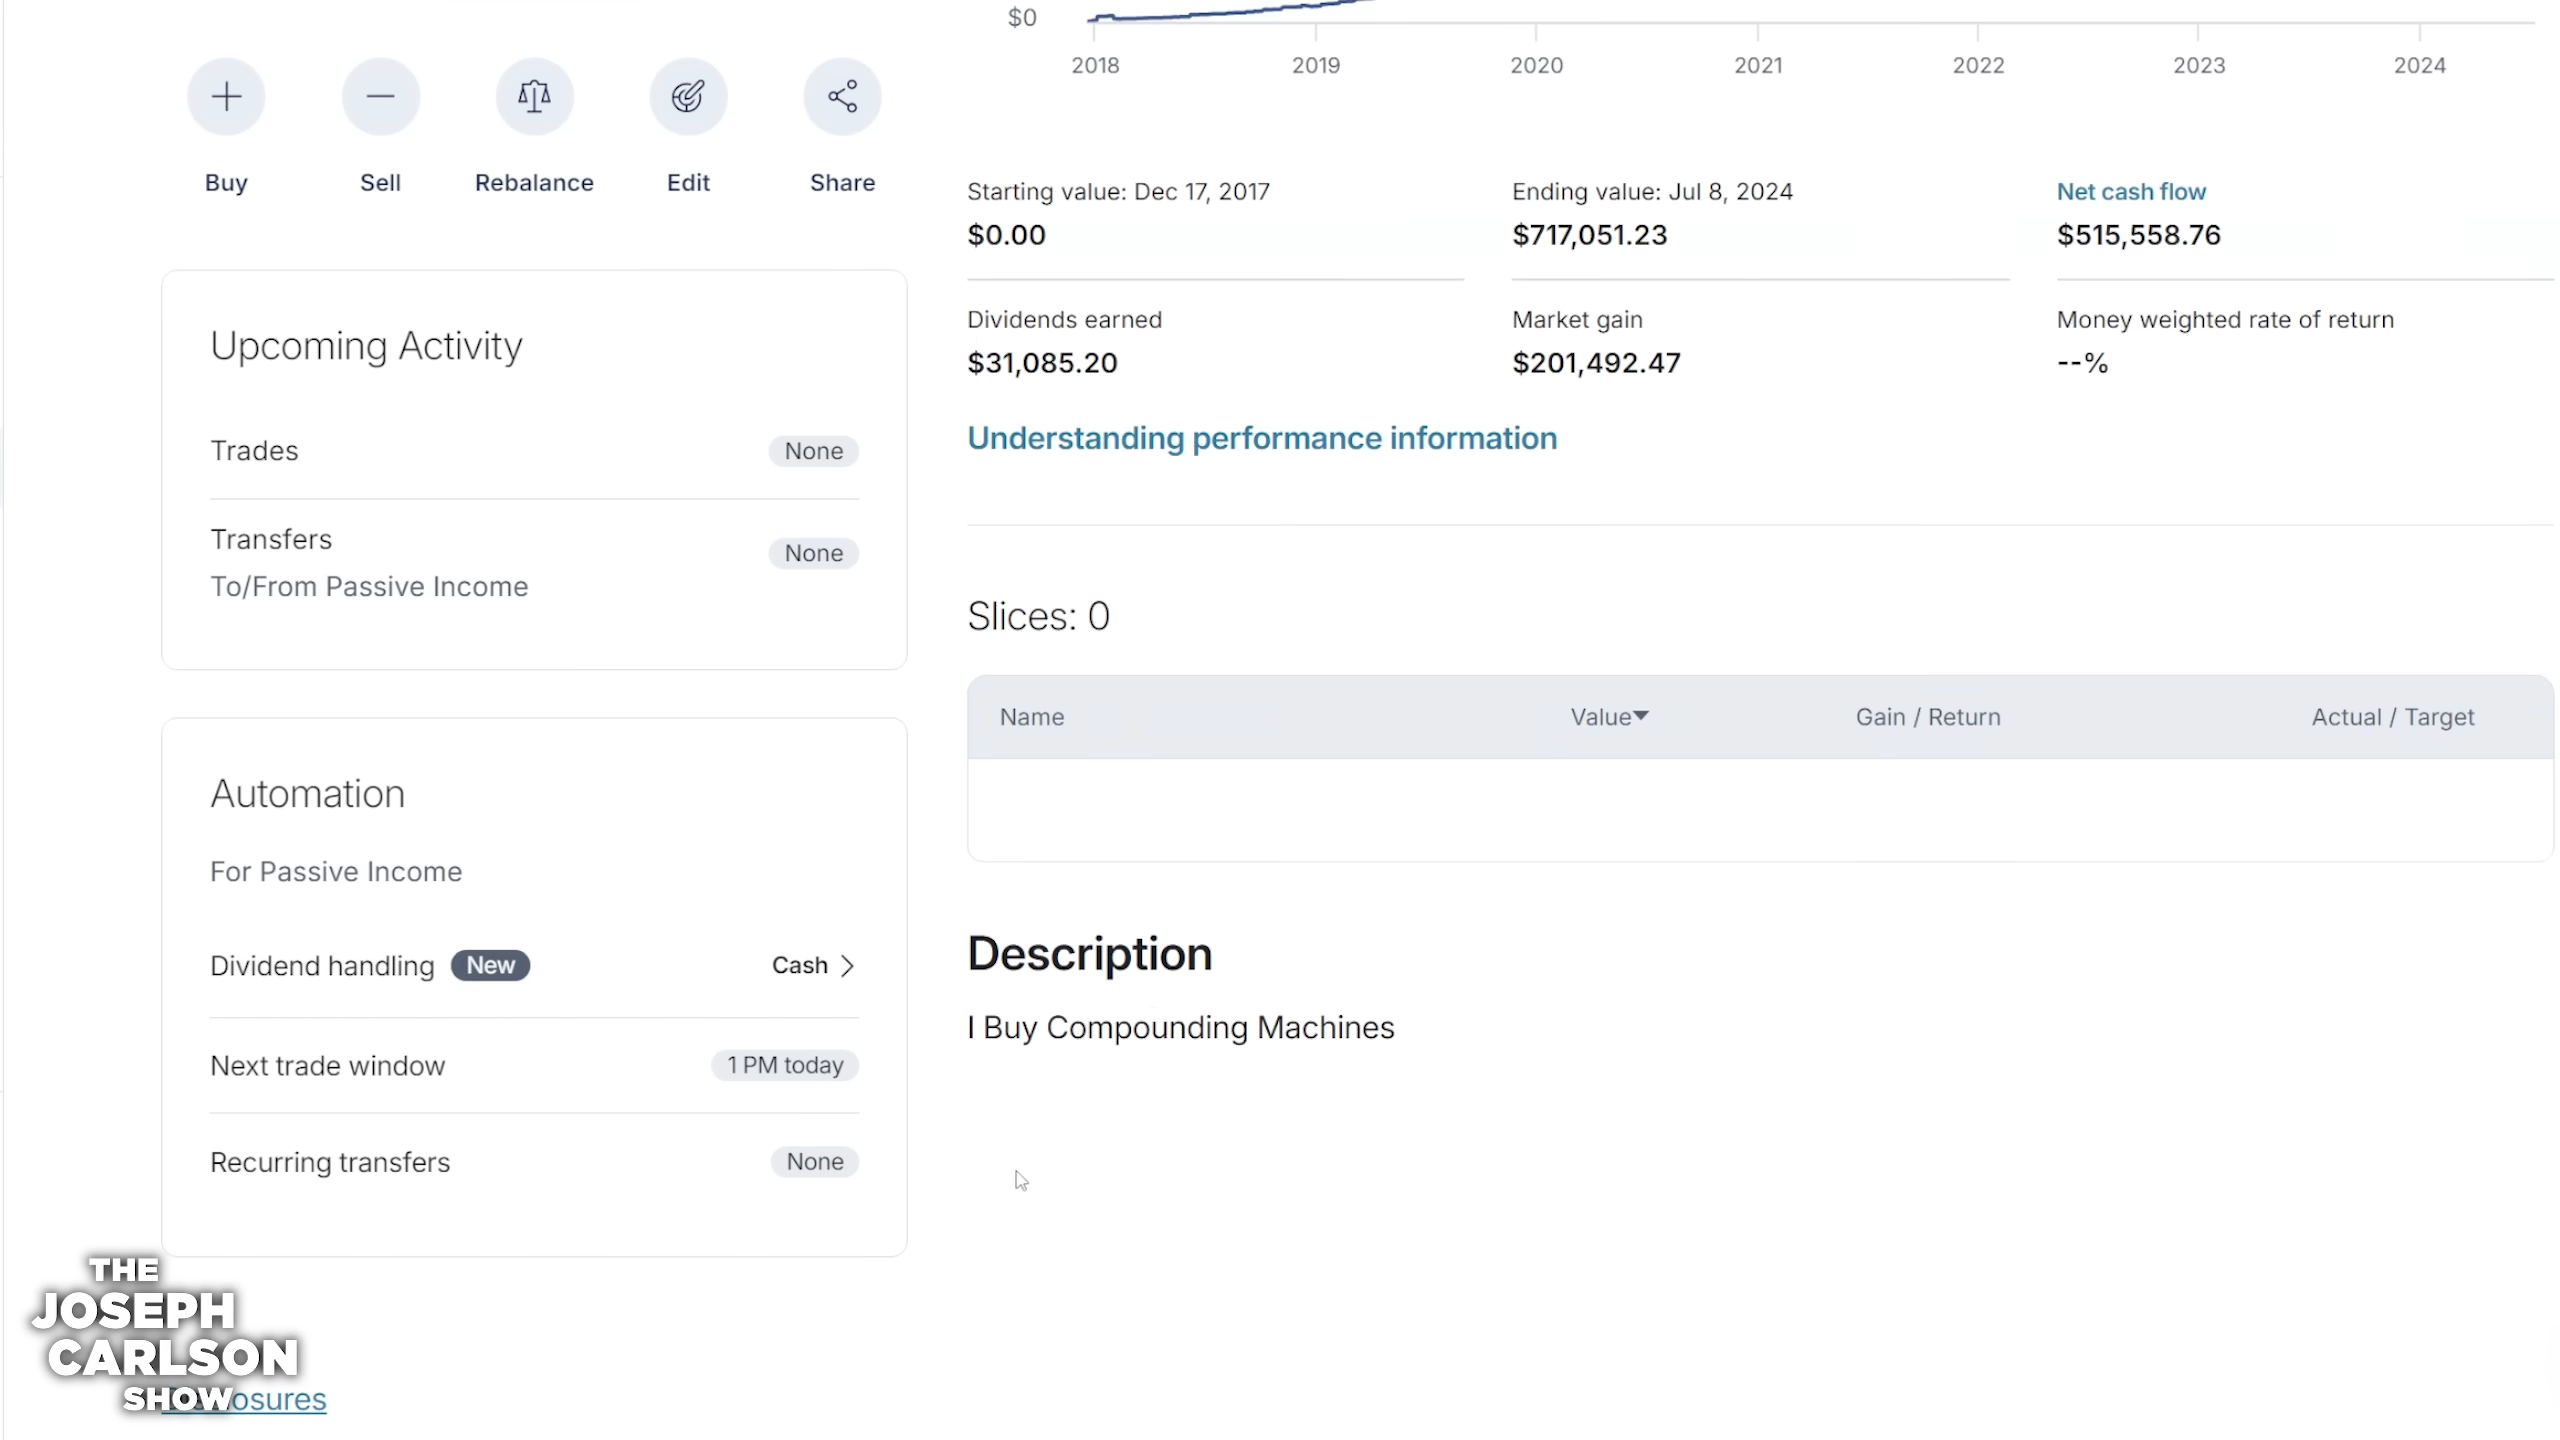 $0
2018 2019 2020 2021 2022 2023 2024
Buy Sell Rebalance Edit Share
Starting value: Dec 17, 2017
$0.00
Ending value: Jul 8, 2024
$717,051.23
Net cash flow
$515,558.76
Dividends earned
$31,085.20
Market gain
$201,492.47
Money weighted rate of return
--%
Understanding performance information
Upcoming Activity
Trades None
Transfers None
To/From Passive Income
Slices: 0
Name Value Gain / Return Actual / Target
Automation
For Passive Income
Dividend handling New Cash
Next trade window 1 PM today
Recurring transfers None
Description
I Buy Compounding Machines
THE
JOSEPH
CARLSON
SHOW